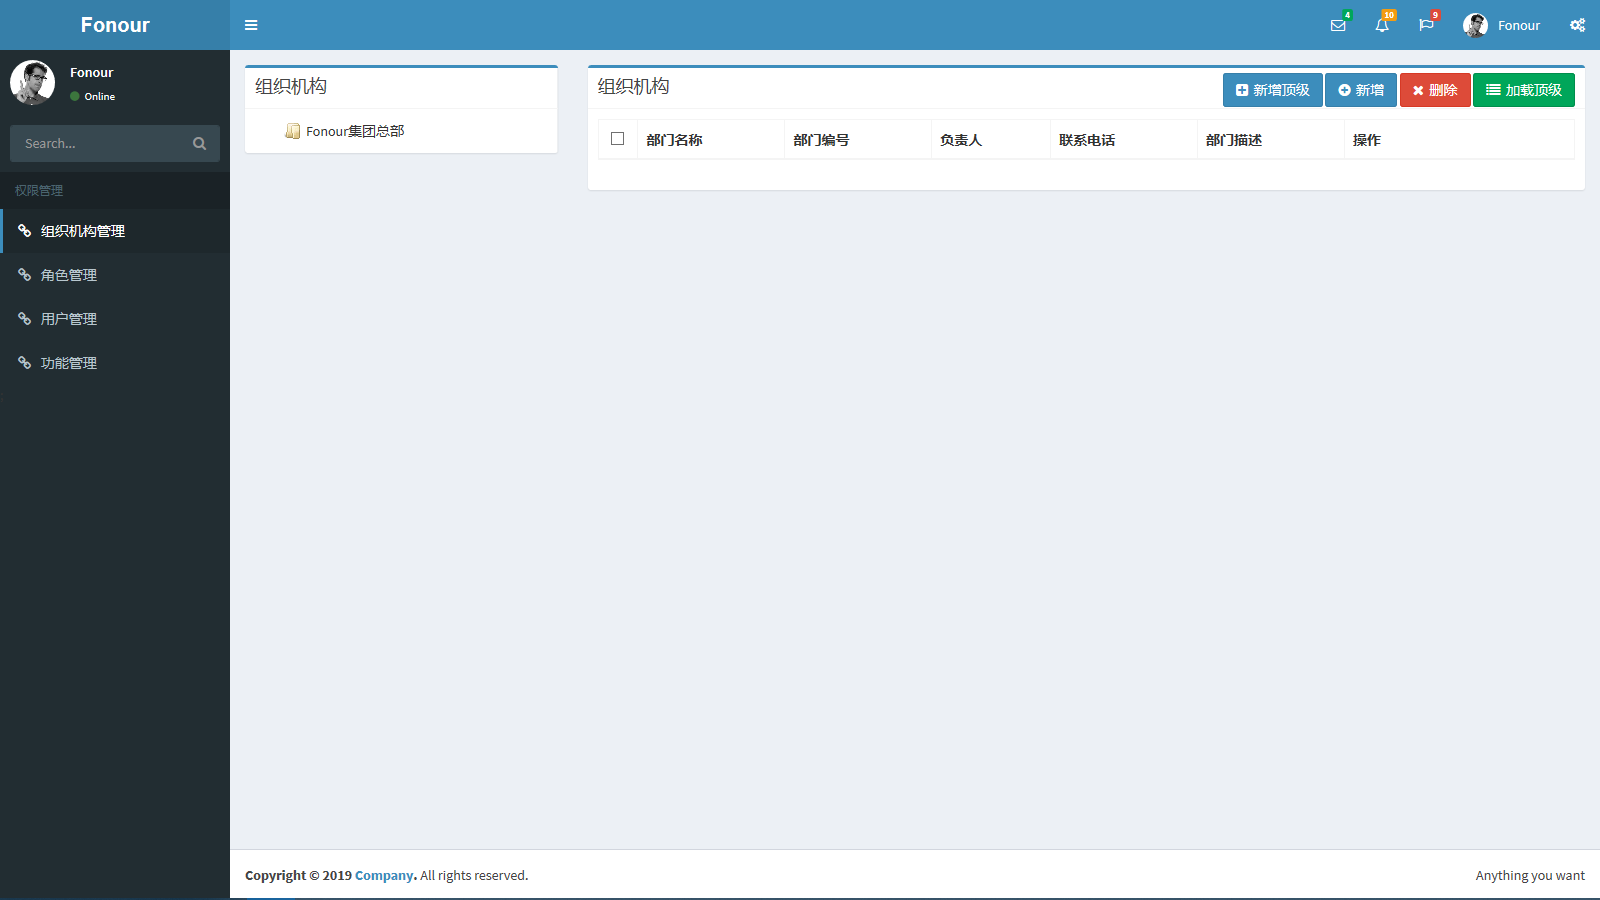 Fonour
4
10
9
Fonour
Fonour
Online
Search...
权限管理
组织机构管理
角色管理
用户管理
功能管理
组织机构
Fonour集团总部
组织机构
新增顶级
新增
删除
加载顶级
部门名称 部门编号 负责人 联系电话 部门描述 操作
Copyright © 2019 Company. All rights reserved.
Anything you want